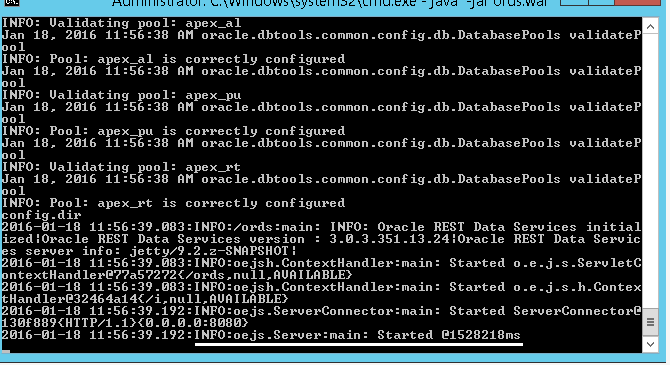 Administrator: C:\Windows\system32\cmd.exe - java -jar ords.war
INFO: Validating pool: apex_al
Jan 18, 2016 11:56:38 AM oracle.dbtools.common.config.db.DatabasePools validateP
ool
INFO: Pool: apex_al is correctly configured
Jan 18, 2016 11:56:38 AM oracle.dbtools.common.config.db.DatabasePools validateP
ool
INFO: Validating pool: apex_pu
Jan 18, 2016 11:56:38 AM oracle.dbtools.common.config.db.DatabasePools validateP
ool
INFO: Pool: apex_pu is correctly configured
Jan 18, 2016 11:56:38 AM oracle.dbtools.common.config.db.DatabasePools validateP
ool
INFO: Validating pool: apex_rt
Jan 18, 2016 11:56:38 AM oracle.dbtools.common.config.db.DatabasePools validateP
ool
INFO: Pool: apex_rt is correctly configured
config.dir
2016-01-18 11:56:39.083:INFO:/ords:main: INFO: Oracle REST Data Services initial
ized|Oracle REST Data Services version : 3.0.3.351.13.24|Oracle REST Data Servic
es server info: jetty/9.2.z-SNAPSHOT|
2016-01-18 11:56:39.083:INFO:oejsh.ContextHandler:main: Started o.e.j.s.ServletC
ontextHandler@77a57272{/ords,null,AVAILABLE}
2016-01-18 11:56:39.083:INFO:oejsh.ContextHandler:main: Started o.e.j.s.h.Contex
tHandler@32464a14{/i,null,AVAILABLE}
2016-01-18 11:56:39.192:INFO:oejs.ServerConnector:main: Started ServerConnector@
130f889{HTTP/1.1}{0.0.0.0:8080}
2016-01-18 11:56:39.192:INFO:oejs.Server:main: Started @1528218ms